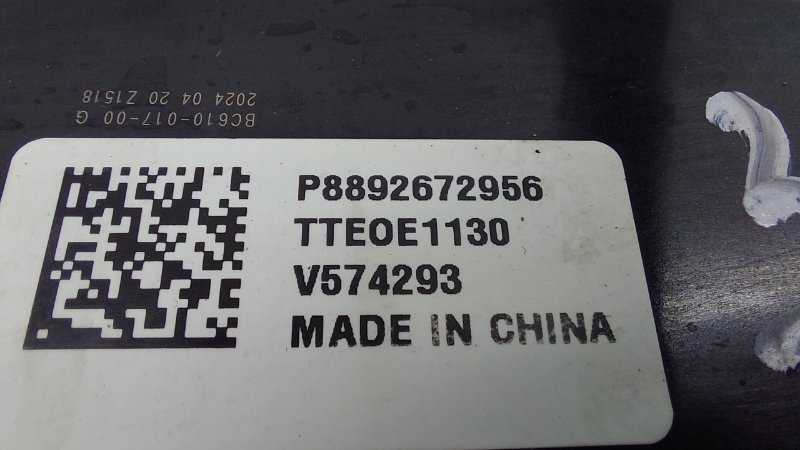 BC610-017-00 G
2024 04 20 Z1518
P8892672956
TTEOE1130
V574293
MADE IN CHINA